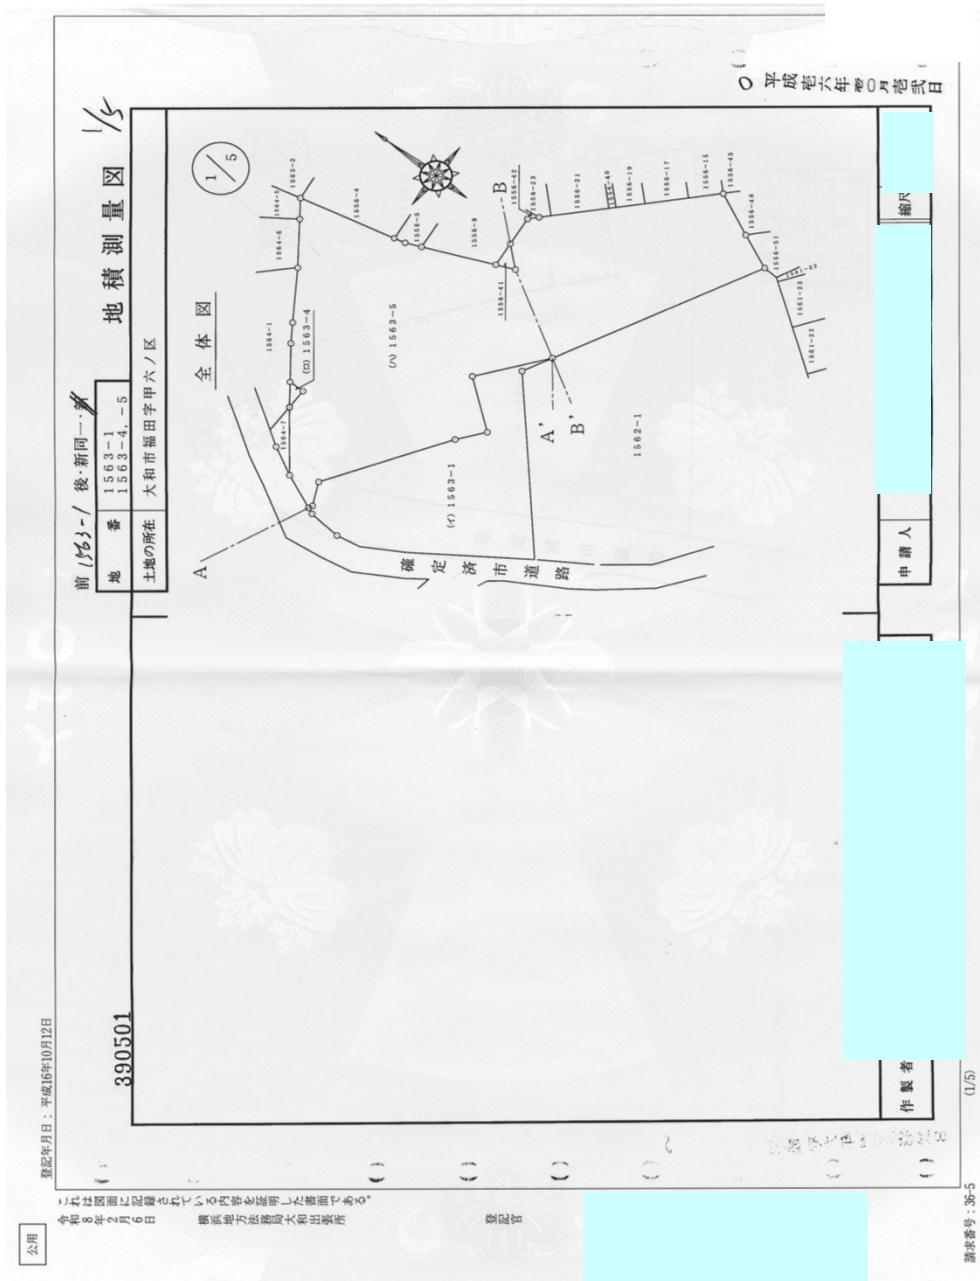 公用
これは図面に記録されている内容を証明した書面である。
令和8年2月6日
横浜地方法務局大和出張所
登記官
登記年月日：平成16年10月12日
390501
前 1563-1 後・新同一・
地積測量図
1/5
地番
1563-1
1563-4, -5
土地の所在
大和市福田字甲六ノ区
全体図
1/5
A
1564-7
1564-1
1564-6
1564-5
1565-2
(ロ) 1563-4
1556-4
1556-5
(ハ) 1563-5
1556-8
1556-41
B
1556-42
1556-23
1556-21
1556-40
1556-19
1556-17
1556-15
1556-45
1556-51
1561-23
1561-22
(イ) 1563-1
A'
B'
1562-1
確定済市道路
作製者
申請人
縮尺
平成壱六年壱〇月壱弐日
(1/5)
請求番号：36-5